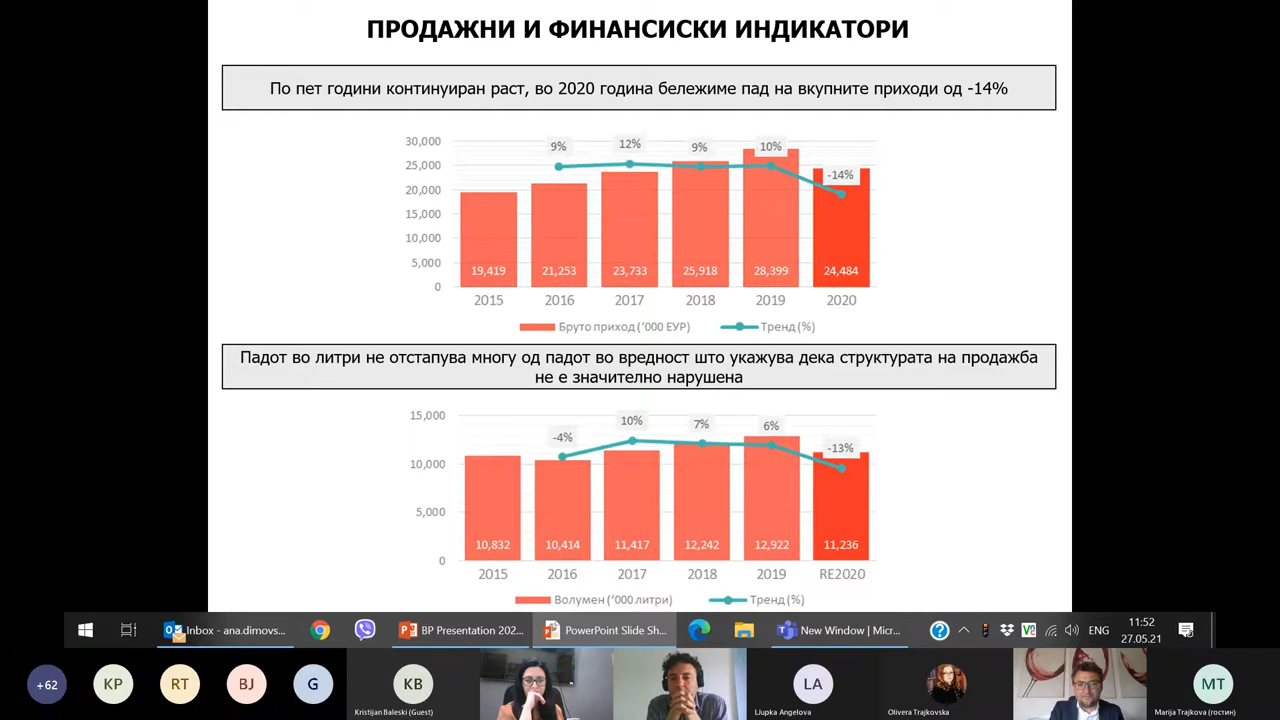 ПРОДАЖНИ И ФИНАНСИСКИ ИНДИКАТОРИ
По пет години континуиран раст, во 2020 година бележиме пад на вкупните приходи од -14%
30,000
25,000
20,000
15,000
10,000
5,000
0
9%
12%
9%
10%
-14%
19,419
21,253
23,733
25,918
28,399
24,484
2015
2016
2017
2018
2019
2020
Бруто приход ('000 ЕУР)
Тренд (%)
Падот во литри не отстапува многу од падот во вредност што укажува дека структурата на продажба
не е значително нарушена
15,000
10,000
5,000
0
-4%
10%
7%
6%
-13%
10,832
10,414
11,417
12,242
12,922
11,236
2015
2016
2017
2018
2019
RE2020
Волумен ('000 литри)
Тренд (%)
Inbox - ana.dimovs...
BP Presentation 202...
PowerPoint Slide Sh...
New Window | Micr...
ENG
11:52
27.05.21
+62
KP
RT
BJ
G
KB
Kristijan Baleski (Guest)
LA
LJupka Angelova
Olivera Trajkovska
MT
Marija Trajkova (гостин)